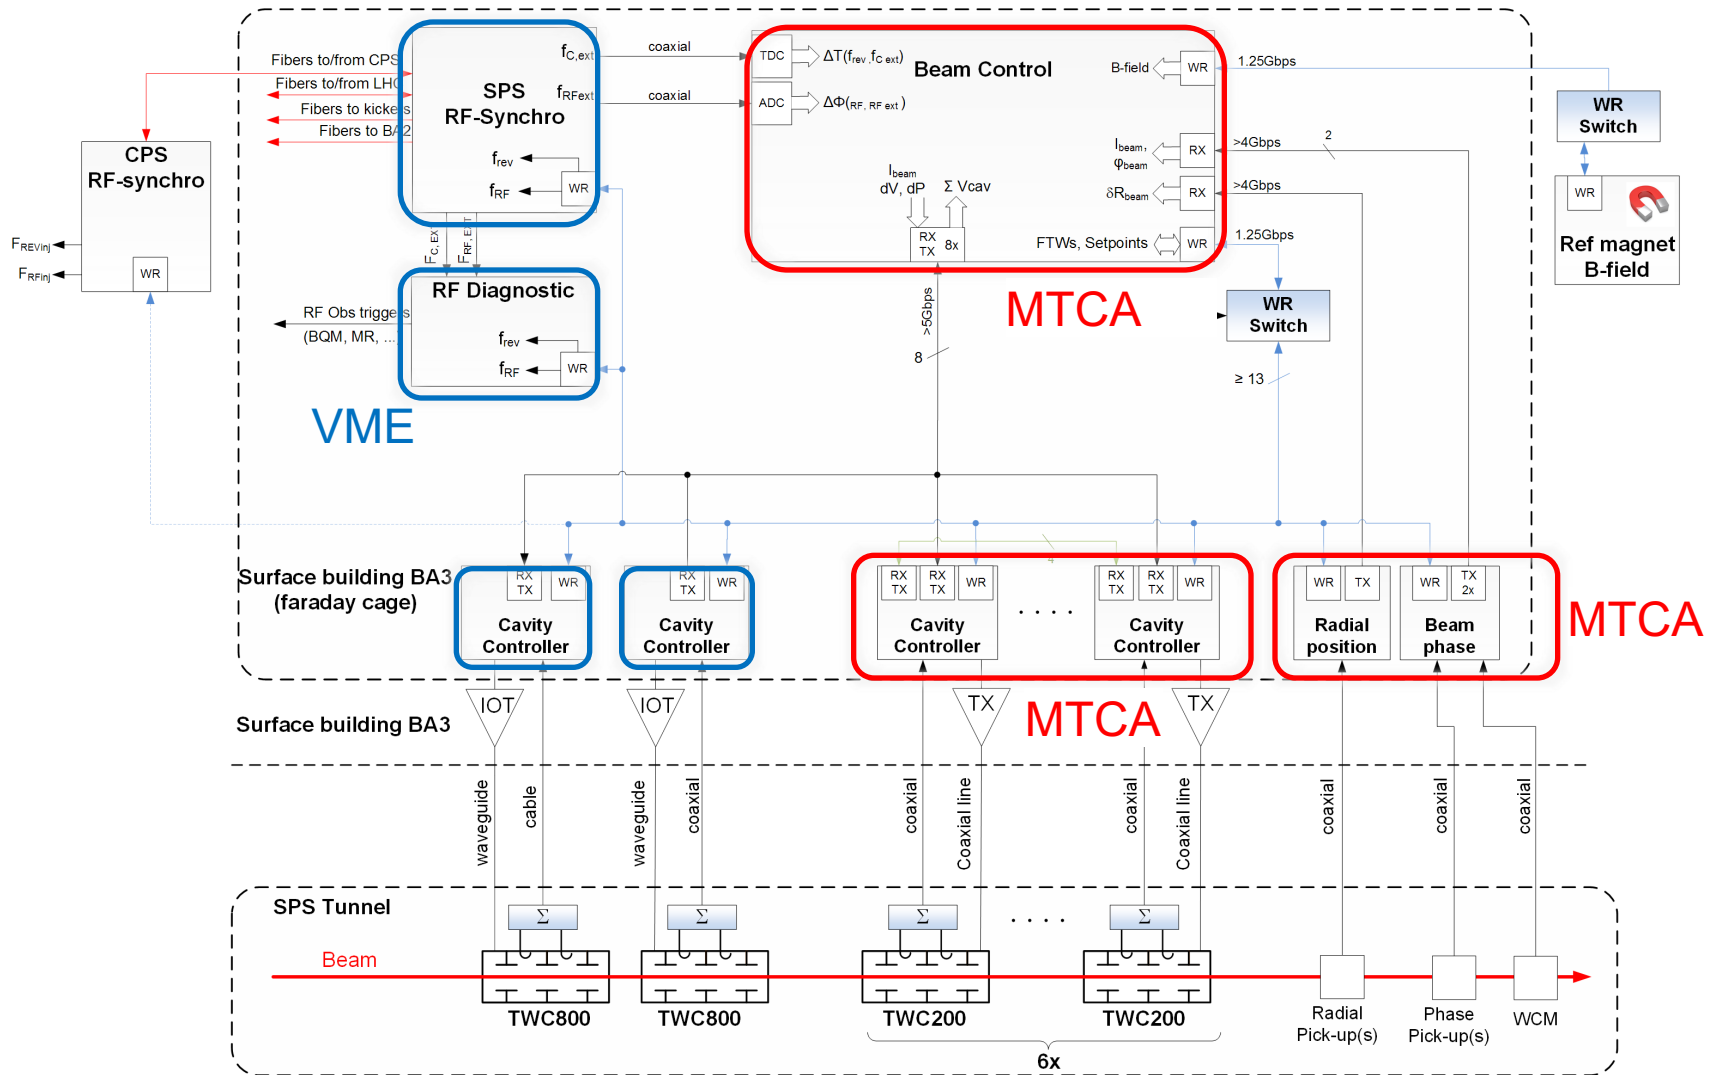 Fibers to/from CPS
Fibers to/from LHC
Fibers to kickers
Fibers to BA2
CPS
RF-synchro
WR
FREVinj
FRFinj
SPS
RF-Synchro
fC,ext
fRFext
frev
fRF
WR
coaxial
coaxial
FC, EXT
FRF, EXT
RF Diagnostic
frev
fRF
WR
RF Obs triggers
(BQM, MR, ...)
VME
TDC
ΔT(frev ,fC ext)
ADC
ΔΦ(RF, RF ext )
Beam Control
B-field
WR
1.25Gbps
Ibeam,
φbeam
RX
>4Gbps
2
δRbeam
RX
>4Gbps
Ibeam
dV, dP
Σ Vcav
RX
TX
8x
FTWs, Setpoints
WR
1.25Gbps
MTCA
>5Gbps
8
WR
Switch
WR
Ref magnet
B-field
WR
Switch
≥ 13
Surface building BA3
(faraday cage)
RX
TX
WR
Cavity
Controller
RX
TX
WR
Cavity
Controller
4
RX
TX
RX
TX
WR
Cavity
Controller
. . . .
RX
TX
RX
TX
WR
Cavity
Controller
WR
TX
Radial
position
WR
TX
2x
Beam
phase
MTCA
IOT
IOT
TX
MTCA
TX
Surface building BA3
waveguide
cable
waveguide
coaxial
coaxial
Coaxial line
coaxial
Coaxial line
coaxial
coaxial
coaxial
SPS Tunnel
Σ
Σ
Σ
. . . .
Σ
Beam
TWC800
TWC800
TWC200
TWC200
6x
Radial
Pick-up(s)
Phase
Pick-up(s)
WCM